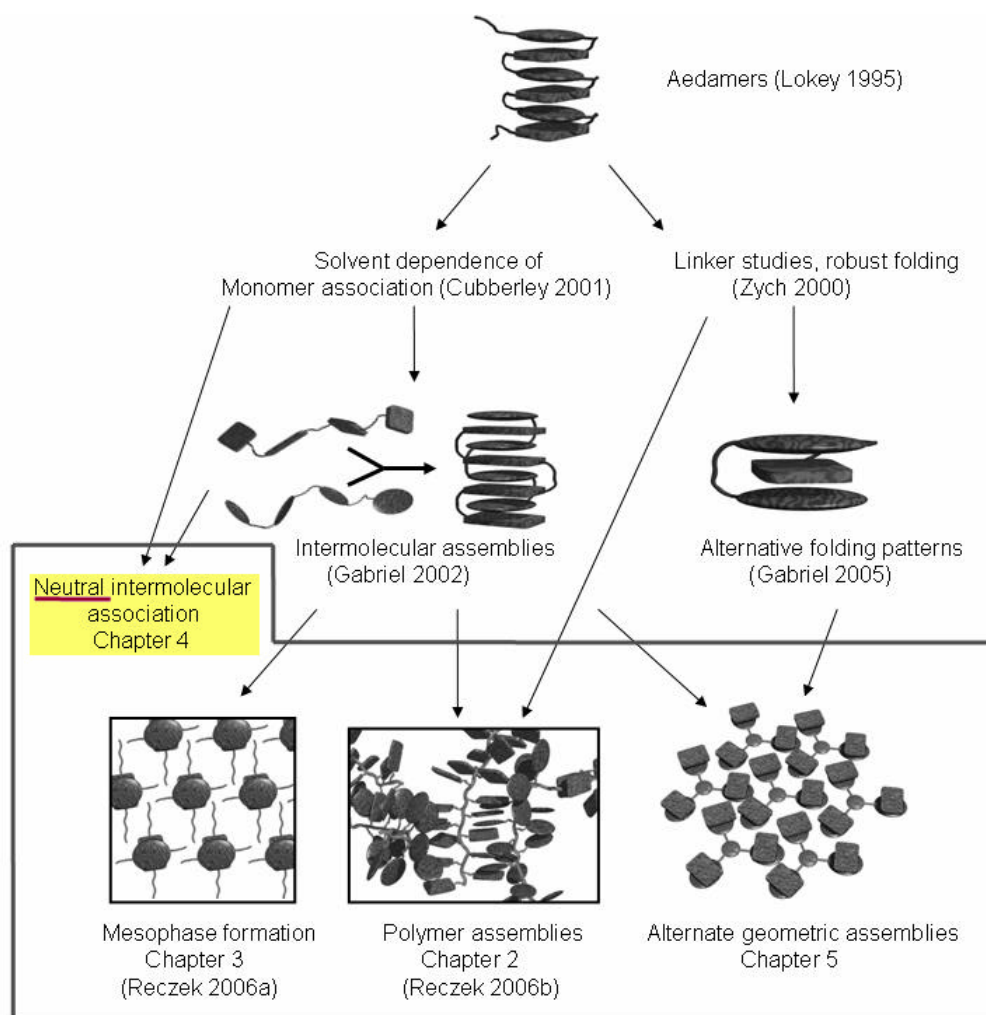 Aedamers (Lokey 1995)
Solvent dependence of
Monomer association (Cubberley 2001)
Linker studies, robust folding
(Zych 2000)
Intermolecular assemblies
(Gabriel 2002)
Alternative folding patterns
(Gabriel 2005)
Neutral intermolecular
association
Chapter 4
Mesophase formation
Chapter 3
(Reczek 2006a)
Polymer assemblies
Chapter 2
(Reczek 2006b)
Alternate geometric assemblies
Chapter 5